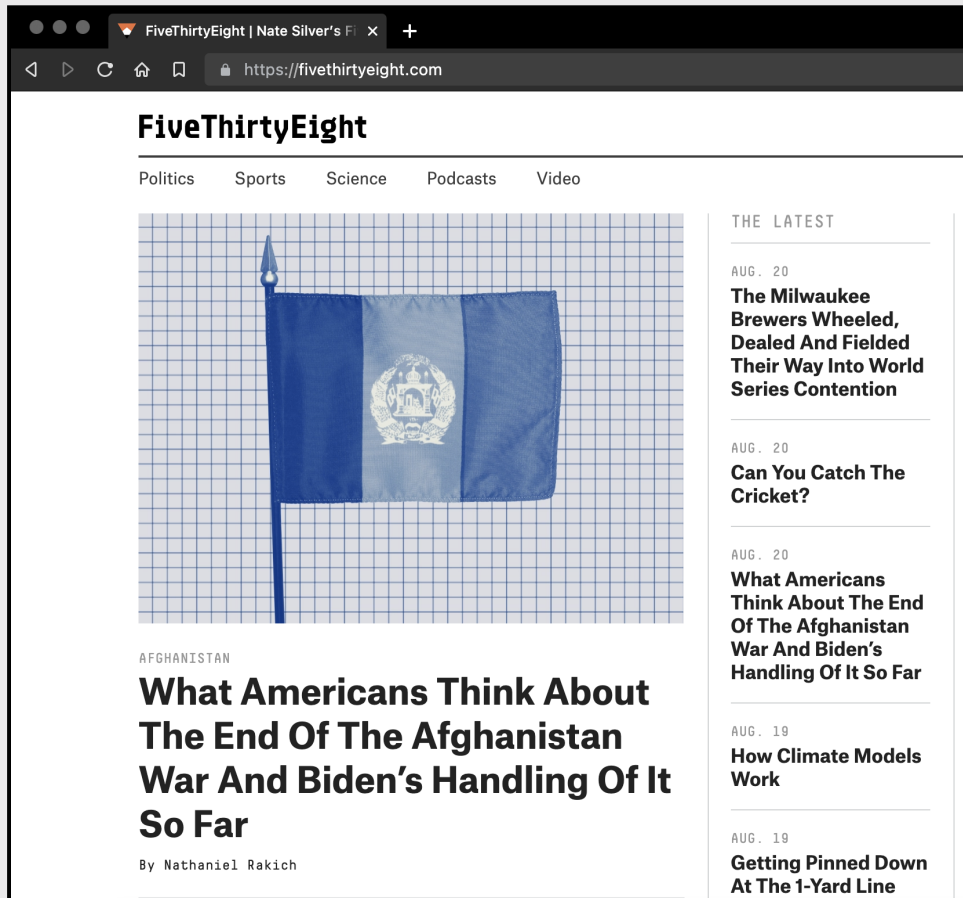 FiveThirtyEight | Nate Silver's Fi
https://fivethirtyeight.com
FiveThirtyEight
Politics Sports Science Podcasts Video
AFGHANISTAN
What Americans Think About
The End Of The Afghanistan
War And Biden’s Handling Of It
So Far
By Nathaniel Rakich
THE LATEST
AUG. 20
The Milwaukee
Brewers Wheeled,
Dealed And Fielded
Their Way Into World
Series Contention
AUG. 20
Can You Catch The
Cricket?
AUG. 20
What Americans
Think About The End
Of The Afghanistan
War And Biden’s
Handling Of It So Far
AUG. 19
How Climate Models
Work
AUG. 19
Getting Pinned Down
At The 1-Yard Line